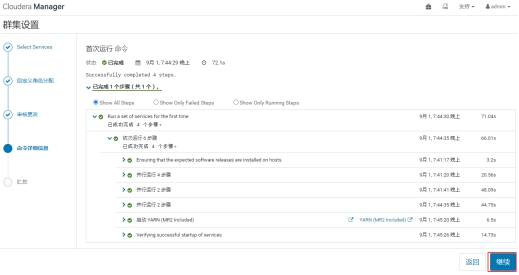 Cloudera Manager
支持
admin
群集设置
Select Services
自定义角色分配
审核更改
命令详细信息
汇总
首次运行 命令
状态 已完成 9月 1, 7:44:29 晚上 72.1s
Successfully completed 4 steps.
已完成 1 个步骤（共 1 个）。
Show All Steps Show Only Failed Steps Show Only Running Steps
Run a set of services for the first time 9月 1, 7:44:30 晚上 71.04s
已成功完成 4 个步骤。
依次运行 6 步骤 9月 1, 7:44:35 晚上 66.01s
已成功完成 4 个步骤。
Ensuring that the expected software releases are installed on hosts. 9月 1, 7:41:17 晚上 3.2s
并行运行 4 步骤 9月 1, 7:41:20 晚上 20.56s
并行运行 2 步骤 9月 1, 7:41:41 晚上 48.09s
并行运行 2 步骤 9月 1, 7:44:35 晚上 44.75s
启动 YARN (MR2 Included) YARN (MR2 Included) 9月 1, 7:45:20 晚上 6.5s
Verifying successful startup of services 9月 1, 7:45:26 晚上 14.73s
返回
继续